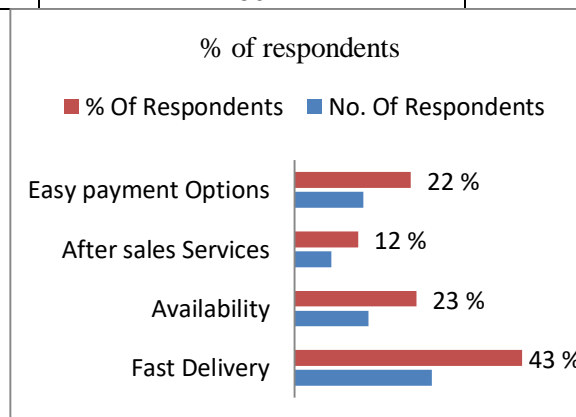 % of respondents
% Of Respondents No. Of Respondents
Easy payment Options 22 %
After sales Services 12 %
Availability 23 %
Fast Delivery 43 %